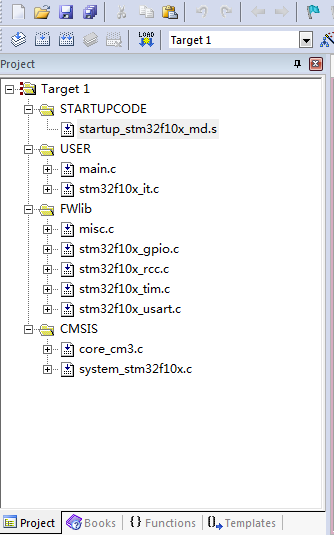 LOAD
Target 1
Project
Target 1
STARTUPCODE
startup_stm32f10x_md.s
USER
main.c
stm32f10x_it.c
FWlib
misc.c
stm32f10x_gpio.c
stm32f10x_rcc.c
stm32f10x_tim.c
stm32f10x_usart.c
CMSIS
core_cm3.c
system_stm32f10x.c
Project Books {} Functions 0 Templates